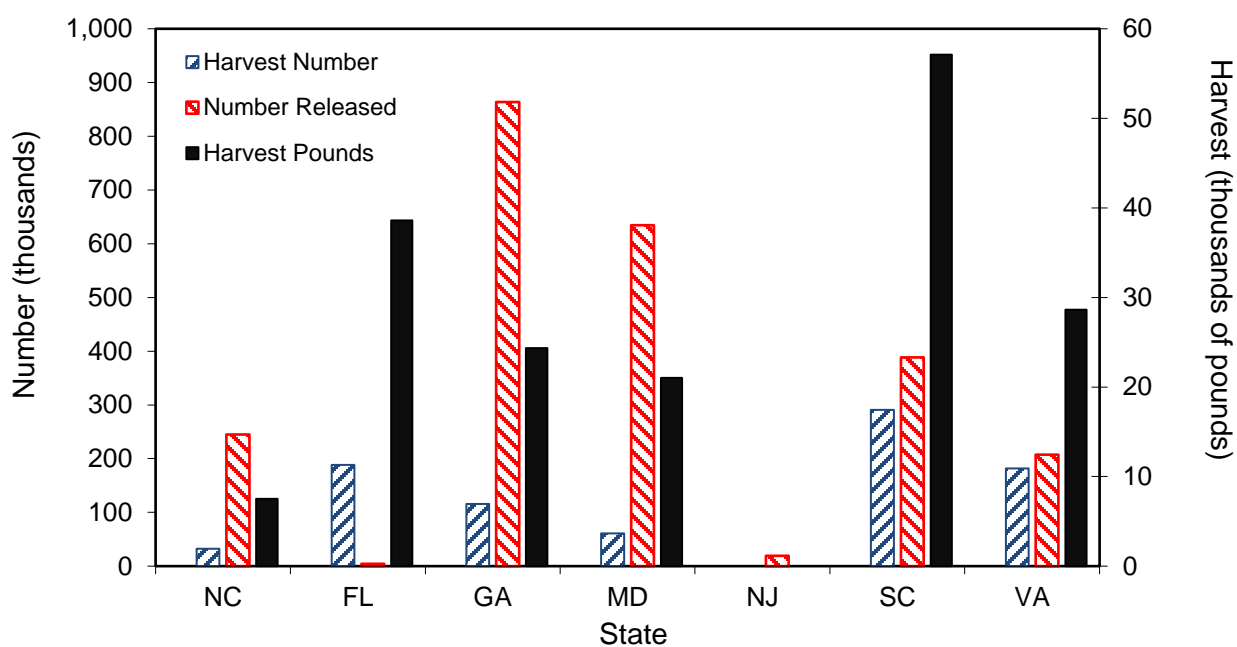 Number (thousands)
1,000
900
800
700
600
500
400
300
200
100
0
Harvest Number
Number Released
Harvest Pounds
60
50
40
30
20
10
0
Harvest (thousands of pounds)
NC FL GA MD NJ SC VA
State